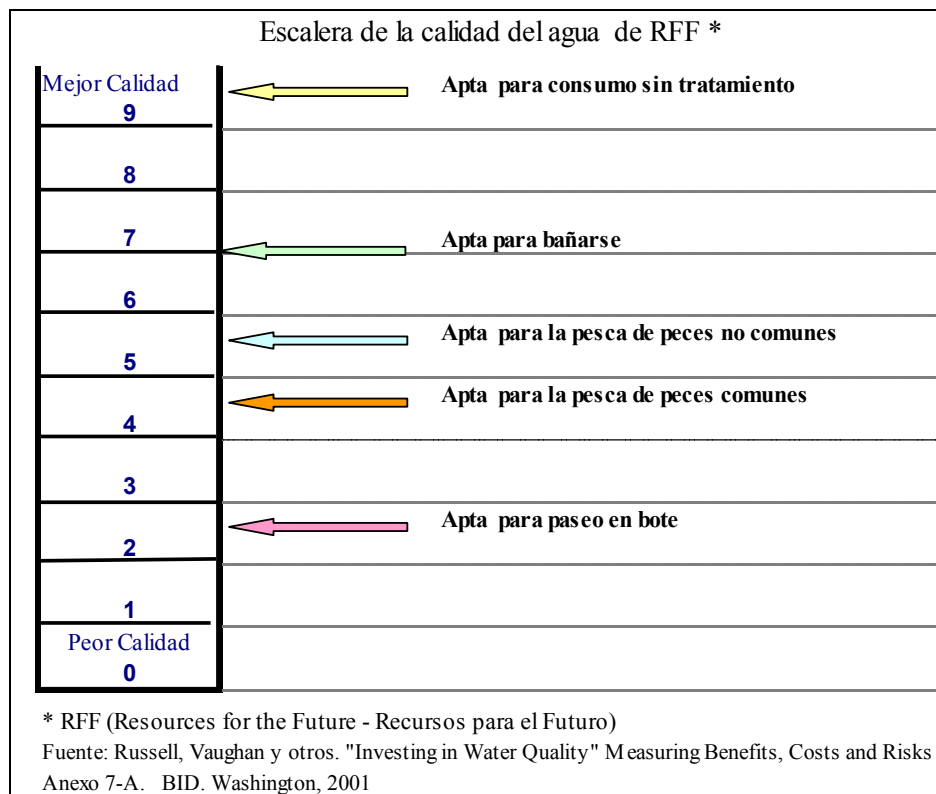 Escalera de la calidad del agua de RFF *
Mejor Calidad
Apta para consumo sin tratamiento
9
8
7
Apta para bañarse
6
5
Apta para la pesca de peces no comunes
Apta para la pesca de peces comunes
4
3
Apta para paseo en bote
2
1
Peor Calidad
0
* RFF (Resources for the Future - Recursos para el Futuro)
Fuente: Russell, Vaughan y otros. "Investing in Water Quality" Measuring Benefits, Costs and Risks
Anexo 7-A. BID. Washington, 2001